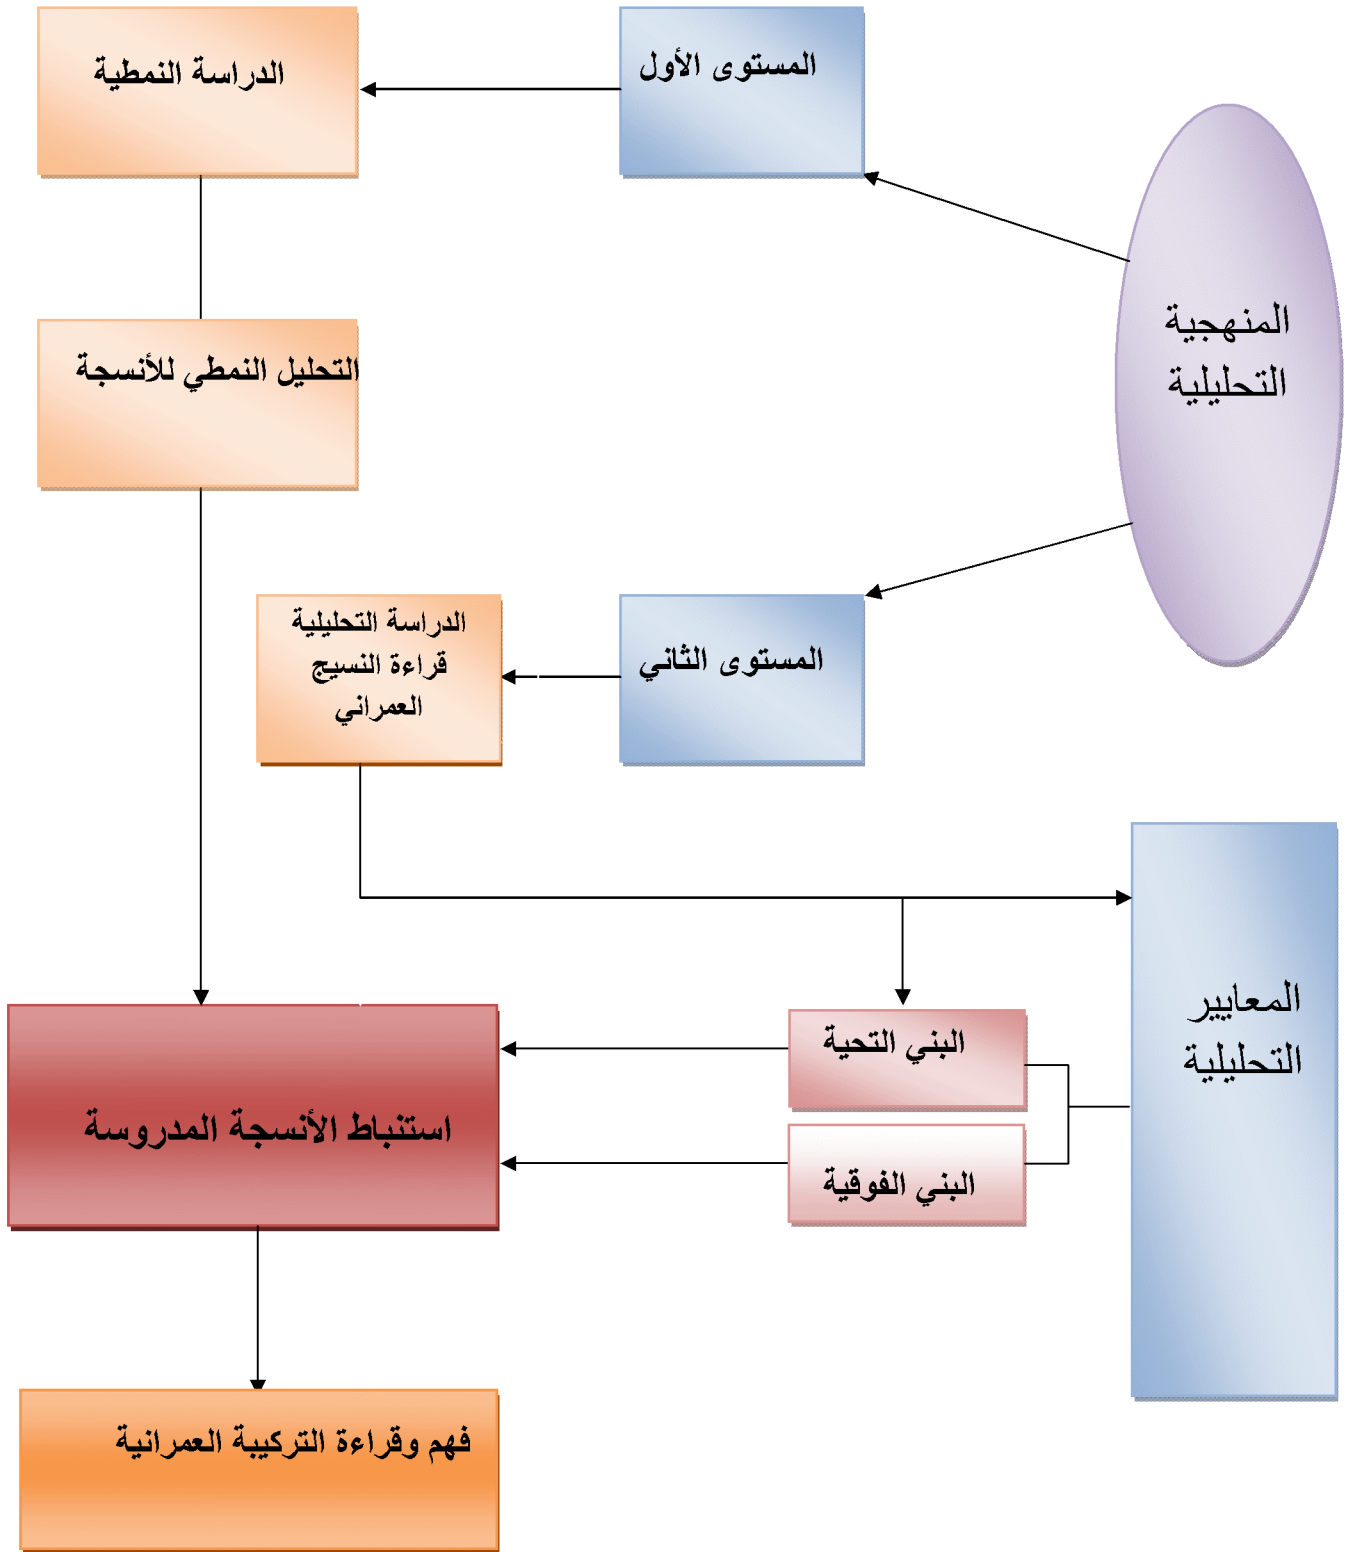 المستوى الأول
الدراسة النمطية
المنهجية
التحليلية
التحليل النمطي للأنسجة
المستوى الثاني
الدراسة التحليلية
قراءة النسيج
العمراني
المعايير
التحليلية
البني التحية
البني الفوقية
استنباط الأنسجة المدروسة
فهم وقراءة التركيبة العمرانية